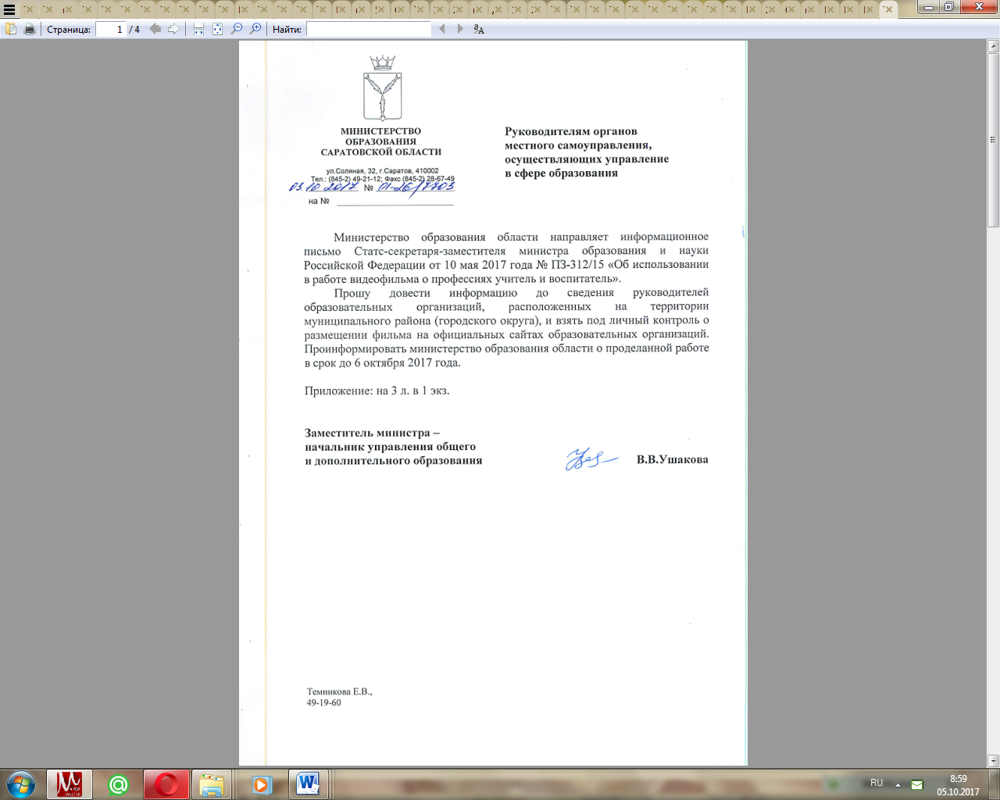 Страница: 1 / 4 Найти:
МИНИСТЕРСТВО
ОБРАЗОВАНИЯ
САРАТОВСКОЙ ОБЛАСТИ
ул.Соляная, 32, г.Саратов, 410002
Тел.: (845-2) 49-21-12; Факс (845-2) 28-67-49
03.10 2017 № 01-26/7703
на №
Руководителям органов
местного самоуправления,
осуществляющих управление
в сфере образования
Министерство образования области направляет информационное
письмо Статс-секретаря-заместителя министра образования и науки
Российской Федерации от 10 мая 2017 года № ПЗ-312/15 «Об использовании
в работе видеофильма о профессиях учитель и воспитатель».
Прошу довести информацию до сведения руководителей
образовательных организаций, расположенных на территории
муниципального района (городского округа), и взять под личный контроль о
размещении фильма на официальных сайтах образовательных организаций.
Проинформировать министерство образования области о проделанной работе
в срок до 6 октября 2017 года.
Приложение: на 3 л. в 1 экз.
Заместитель министра –
начальник управления общего
и дополнительного образования
В.В.Ушакова
Темникова Е.В.,
49-19-60
PDF
MASTER
RU
8:59
05.10.2017